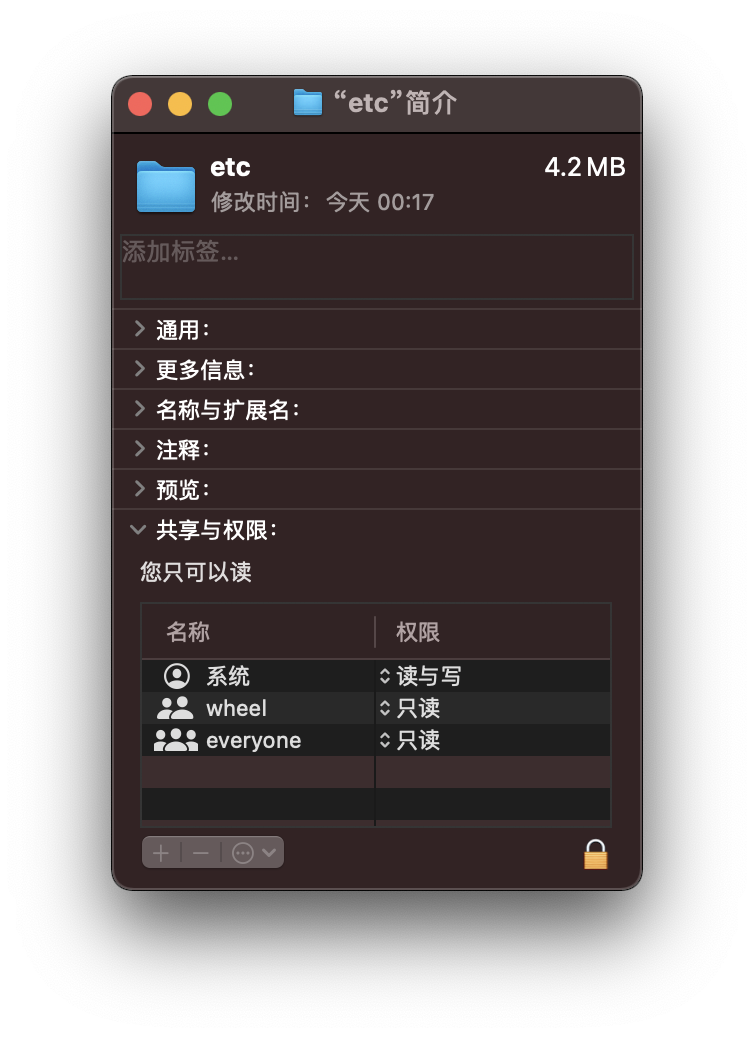 “etc”简介
etc 4.2 MB
修改时间： 今天 00:17
添加标签...
通用：
更多信息：
名称与扩展名：
注释：
预览：
共享与权限：
您只可以读
名称 权限
系统 读与写
wheel 只读
everyone 只读